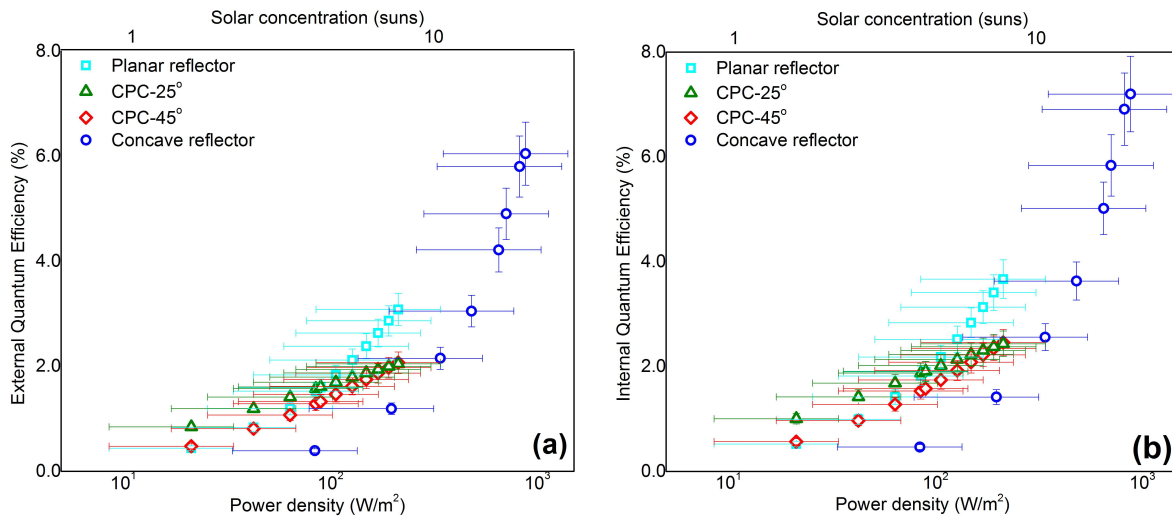 Solar concentration (suns)
1 10
8.0
6.0
4.0
2.0
0.0
External Quantum Efficiency (%)
Planar reflector
CPC-25°
CPC-45°
Concave reflector
(a)
10¹ 10² 10³
Power density (W/m²)
Solar concentration (suns)
1 10
8.0
6.0
4.0
2.0
0.0
Internal Quantum Efficiency (%)
Planar reflector
CPC-25°
CPC-45°
Concave reflector
(b)
10¹ 10² 10³
Power density (W/m²)